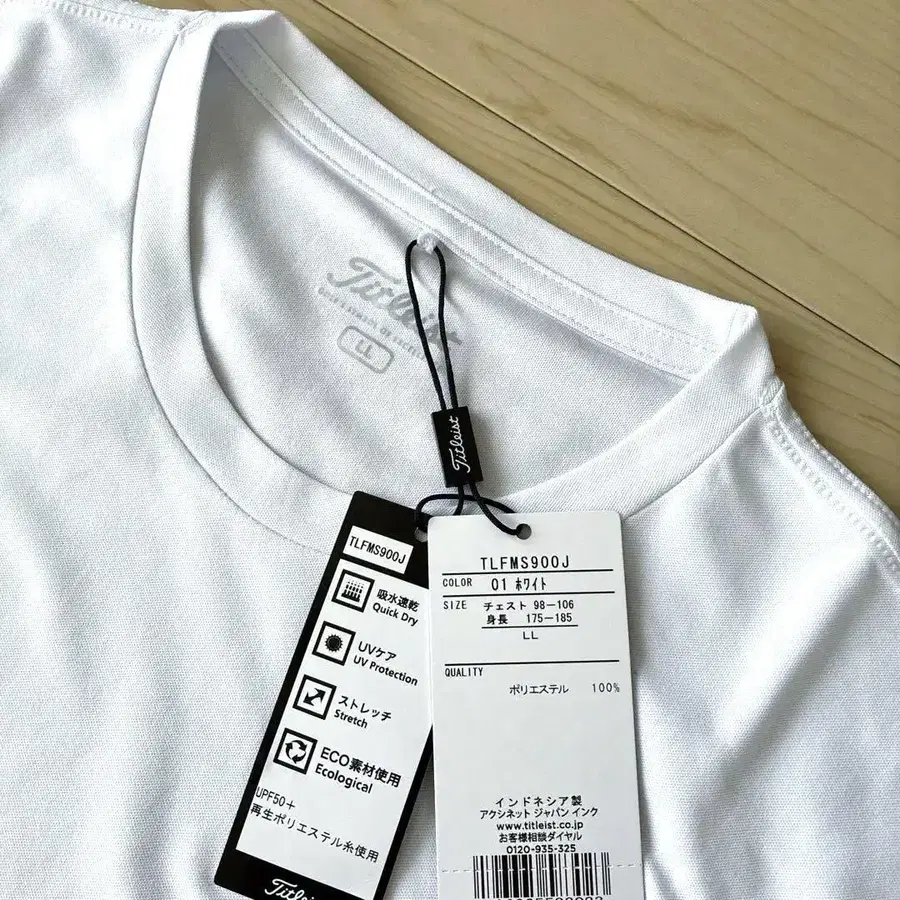 Titleist
LL
Titleist
TLFMS900J
吸水速乾
Quick Dry
UVケア
UV Protection
ストレッチ
Stretch
ECO素材使用
Ecological
UPF50+
再生ポリエステル糸使用
Titleist
TLFMS900J
COLOR 01 ホワイト
SIZE チェスト 98-106
身長 175-185
LL
QUALITY
ポリエステル 100%
インドネシア製
アクシネット ジャパン インク
www.titleist.co.jp
お客様相談ダイヤル
0120-935-325